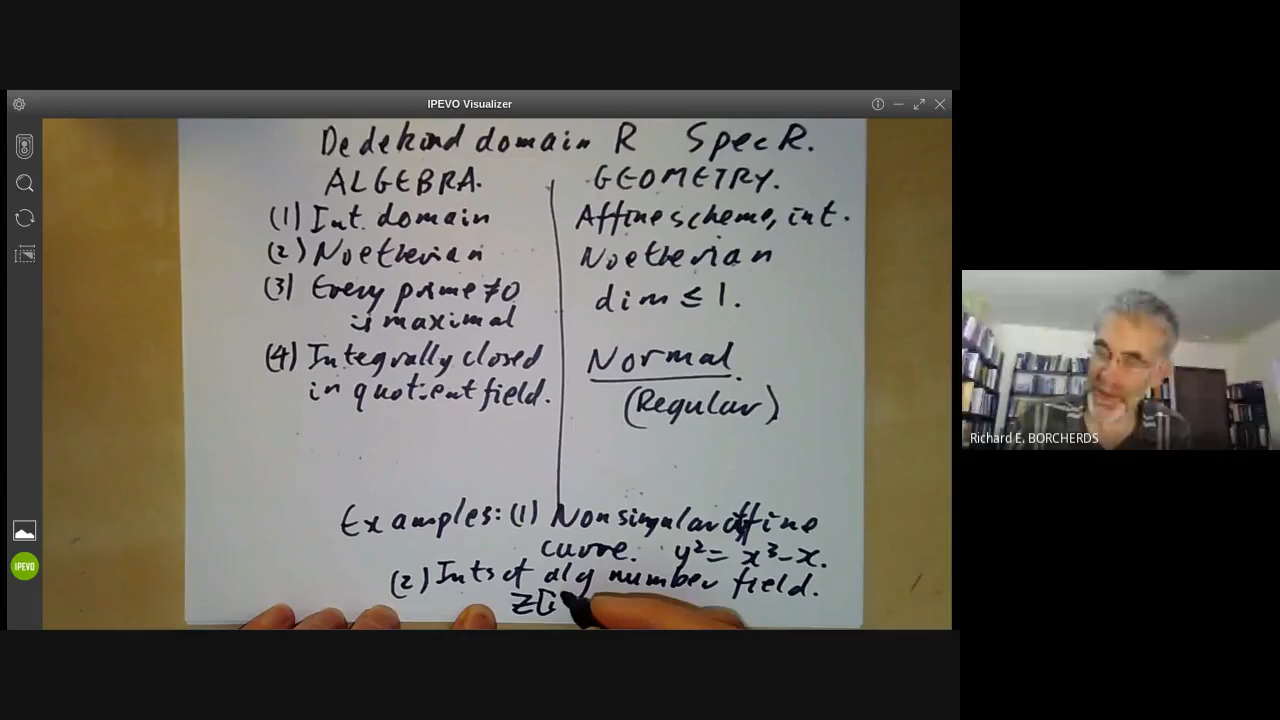 IPEVO Visualizer
Dedekind domain R Spec R.
ALGEBRA. GEOMETRY.
(1) Int. domain Affine scheme, int.
(2) Noetherian Noetherian
(3) Every prime ≠0 dim ≤ 1.
is maximal
(4) Integrally closed Normal.
in quotient field. (Regular)
Examples: (1) Nonsingular affine
curve. y² = x³-x.
(2) Ints of alg number field.
Z[i
IPEVO
Richard E. BORCHERDS